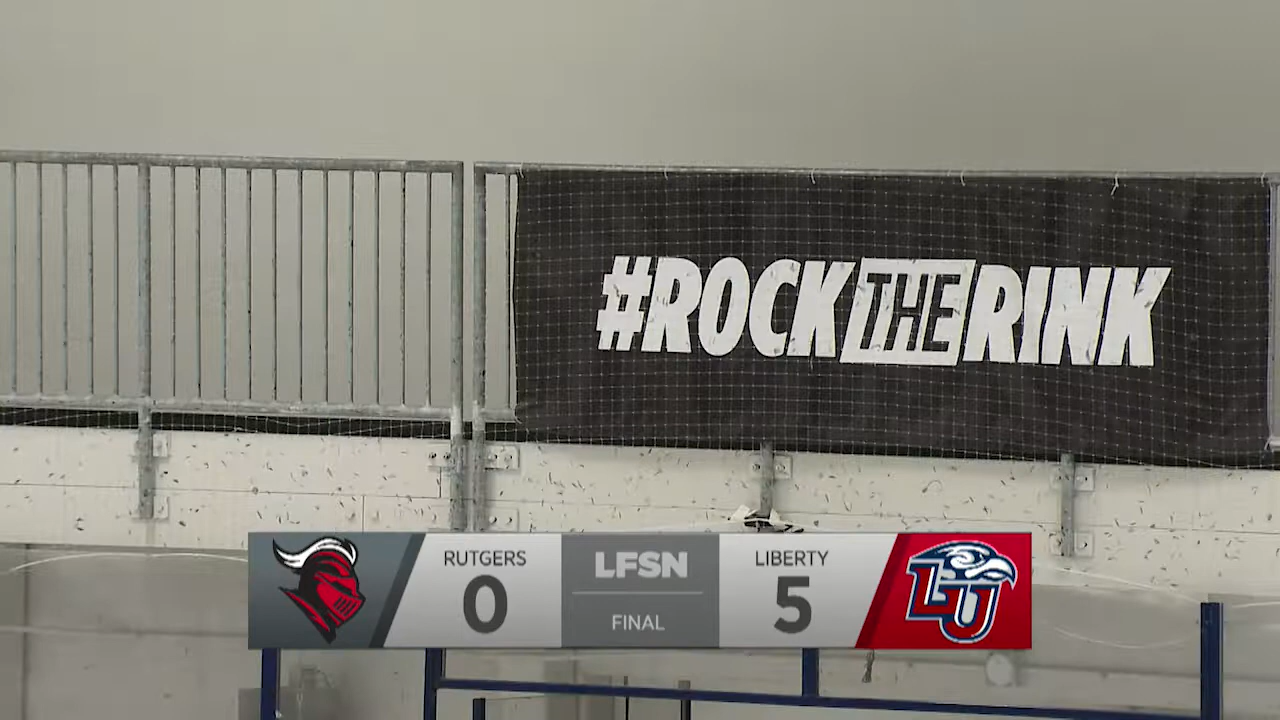 #ROCKTHERINK
RUTGERS
0
LFSN
FINAL
LIBERTY
5
LU